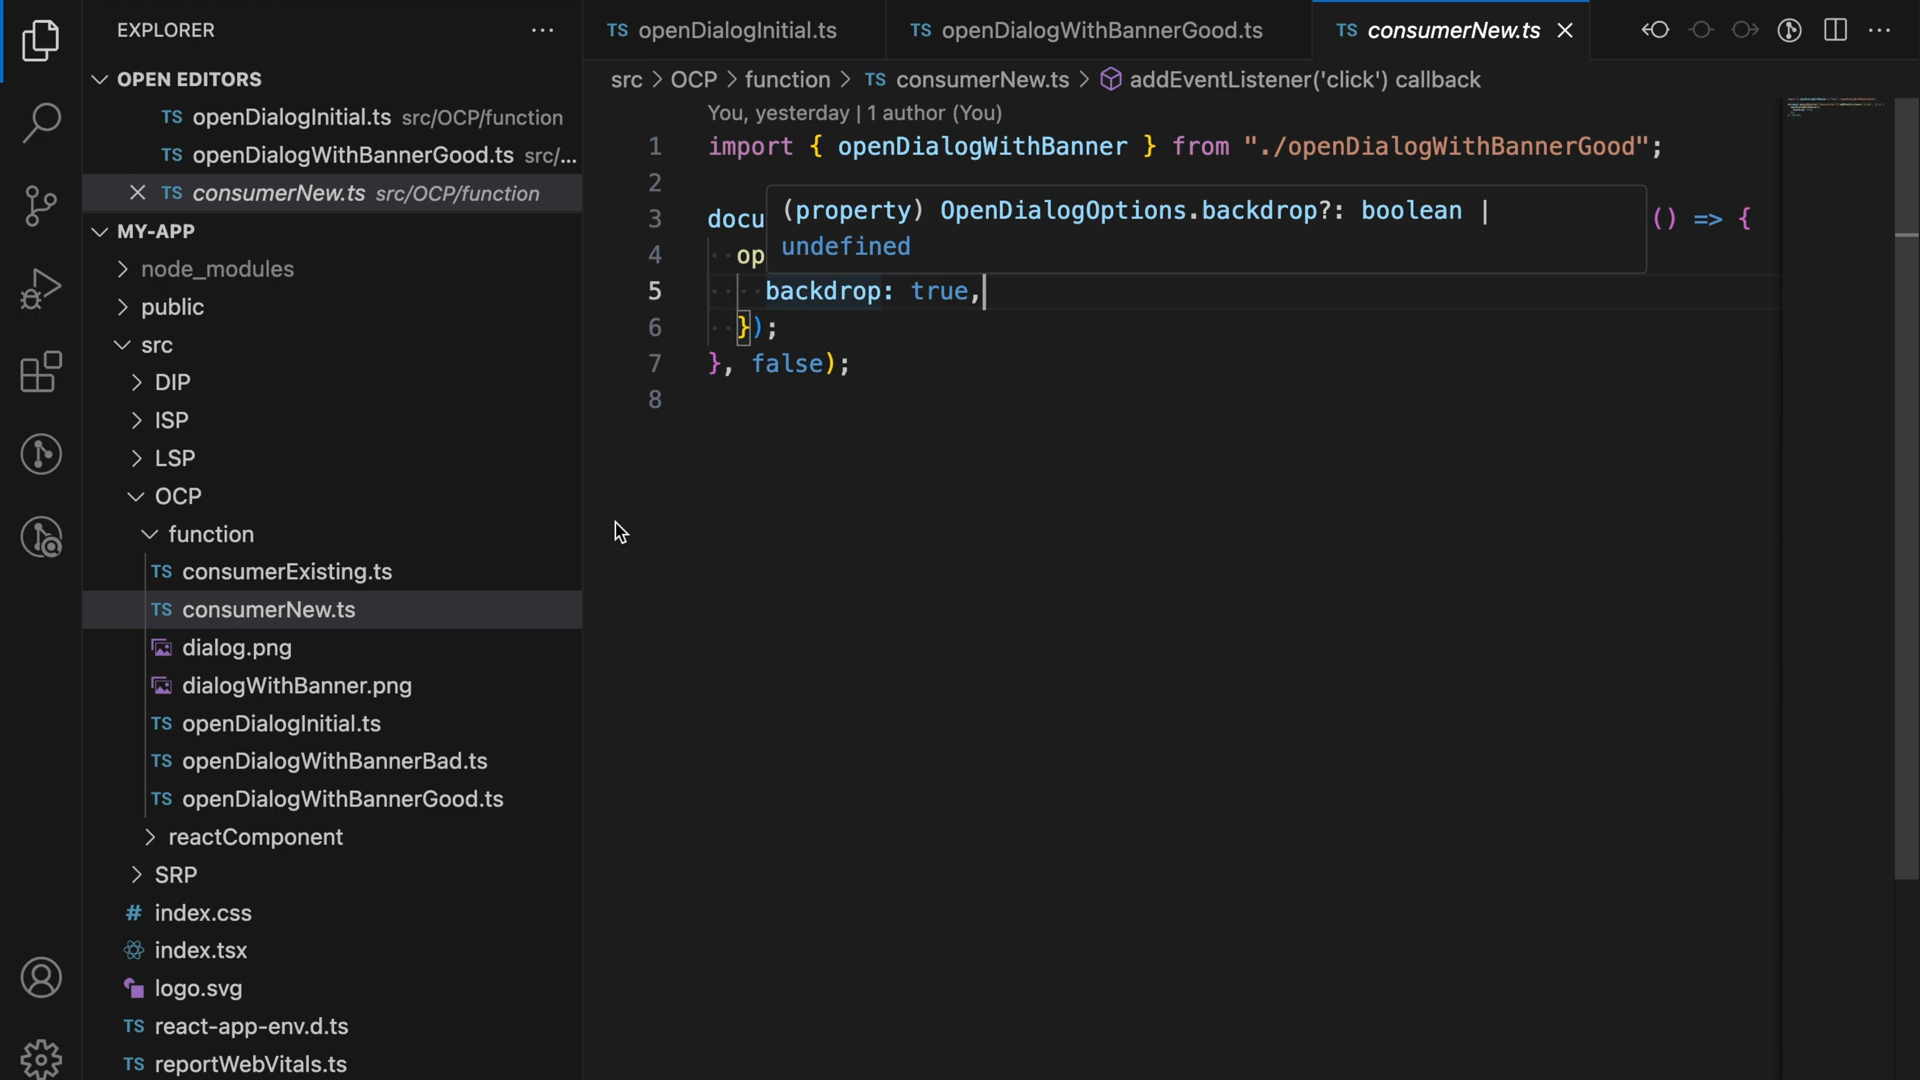 EXPLORER
OPEN EDITORS
TS openDialogInitial.ts src/OCP/function
TS openDialogWithBannerGood.ts src/...
TS consumerNew.ts src/OCP/function
MY-APP
node_modules
public
src
DIP
ISP
LSP
OCP
function
TS consumerExisting.ts
TS consumerNew.ts
dialog.png
dialogWithBanner.png
TS openDialogInitial.ts
TS openDialogWithBannerBad.ts
TS openDialogWithBannerGood.ts
reactComponent
SRP
# index.css
index.tsx
logo.svg
TS react-app-env.d.ts
TS reportWebVitals.ts
TS openDialogInitial.ts
TS openDialogWithBannerGood.ts
TS consumerNew.ts
src > OCP > function > TS consumerNew.ts > addEventListener('click') callback
You, yesterday | 1 author (You)
1 import { openDialogWithBanner } from "./openDialogWithBannerGood";
2
(property) OpenDialogOptions.backdrop?: boolean |
undefined
3 docu () => {
4 op
5 backdrop: true,
6 });
7 }, false);
8